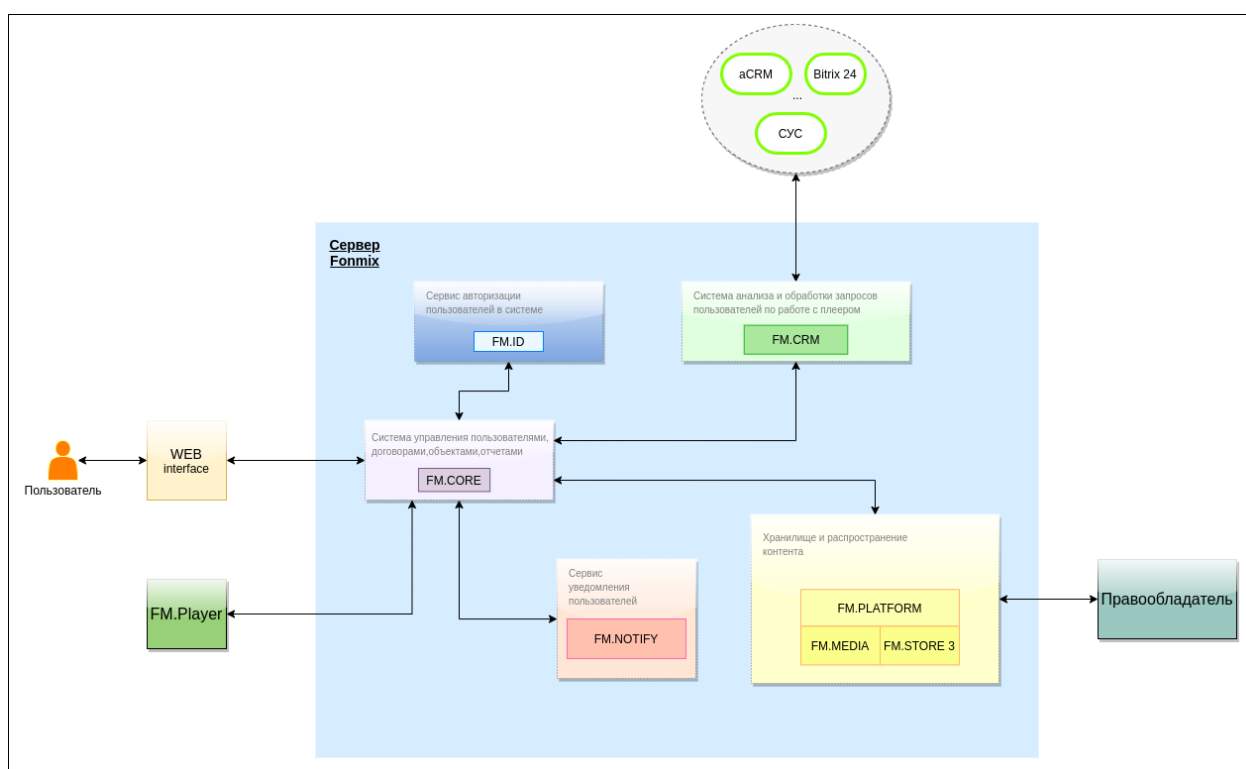 aCRM
Bitrix 24
...
СУС
Сервер
Fonmix
Сервис авторизации
пользователей в системе
FM.ID
Система анализа и обработки запросов
пользователей по работе с плеером
FM.CRM
Пользователь
WEB
interface
Система управления пользователями,
договорами,объектами,отчетами
FM.CORE
FM.Player
Сервис
уведомления
пользователей
FM.NOTIFY
Хранилище и распространение
контента
FM.PLATFORM
FM.MEDIA
FM.STORE 3
Правообладатель